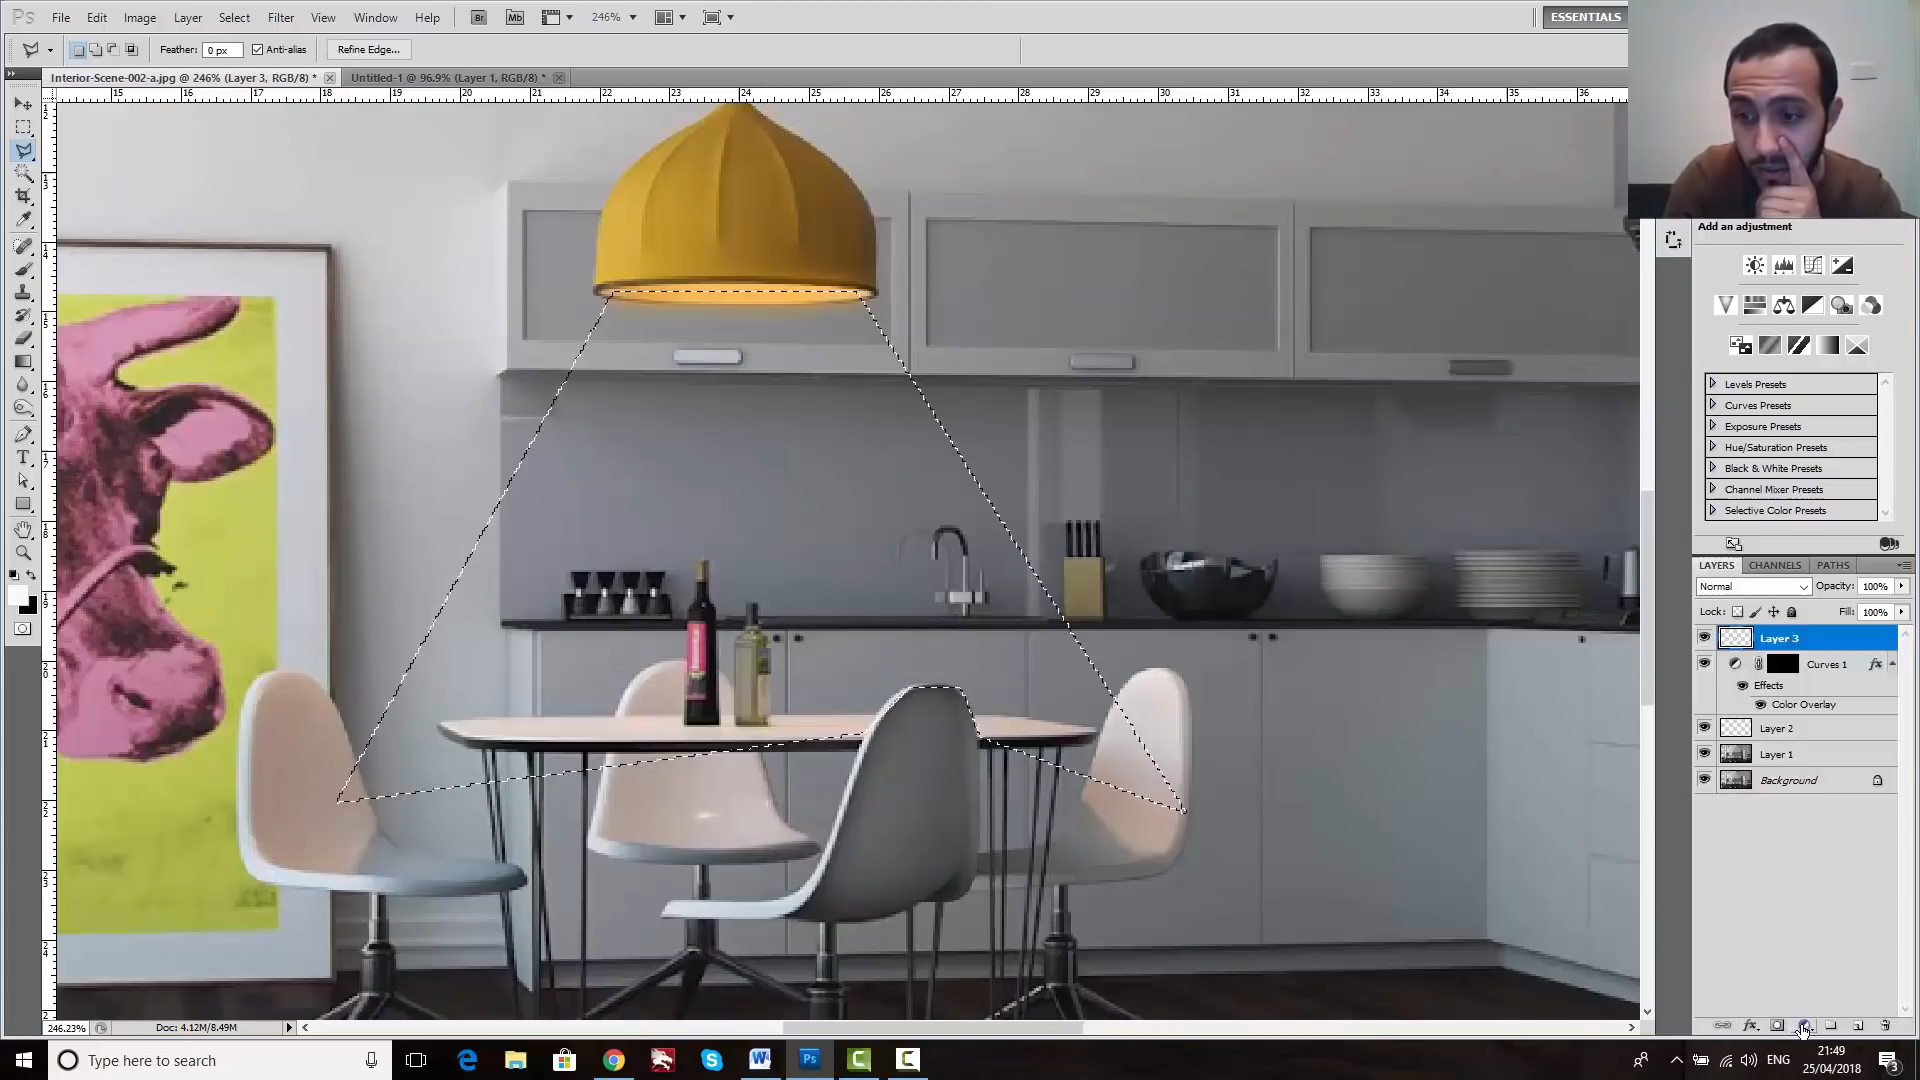 Ps File Edit Image Layer Select Filter View Window Help Br Mb 246% ESSENTIALS
Feather: 0 px Anti-alias Refine Edge...
Interior-Scene-002-a.jpg @ 246% (Layer 3, RGB/8) * Untitled-1 @ 96.9% (Layer 1, RGB/8) *
15 16 17 18 19 20 21 22 23 24 25 26 27 28 29 30 31 32 33 34 35 36
Add an adjustment
Levels Presets
Curves Presets
Exposure Presets
Hue/Saturation Presets
Black & White Presets
Channel Mixer Presets
Selective Color Presets
LAYERS CHANNELS PATHS
Normal Opacity: 100%
Lock: Fill: 100%
Layer 3
Curves 1 fx
Effects
Color Overlay
Layer 2
Layer 1
Background
246.23% Doc: 4.12M/8.49M
Type here to search ENG 21:49
25/04/2018 3